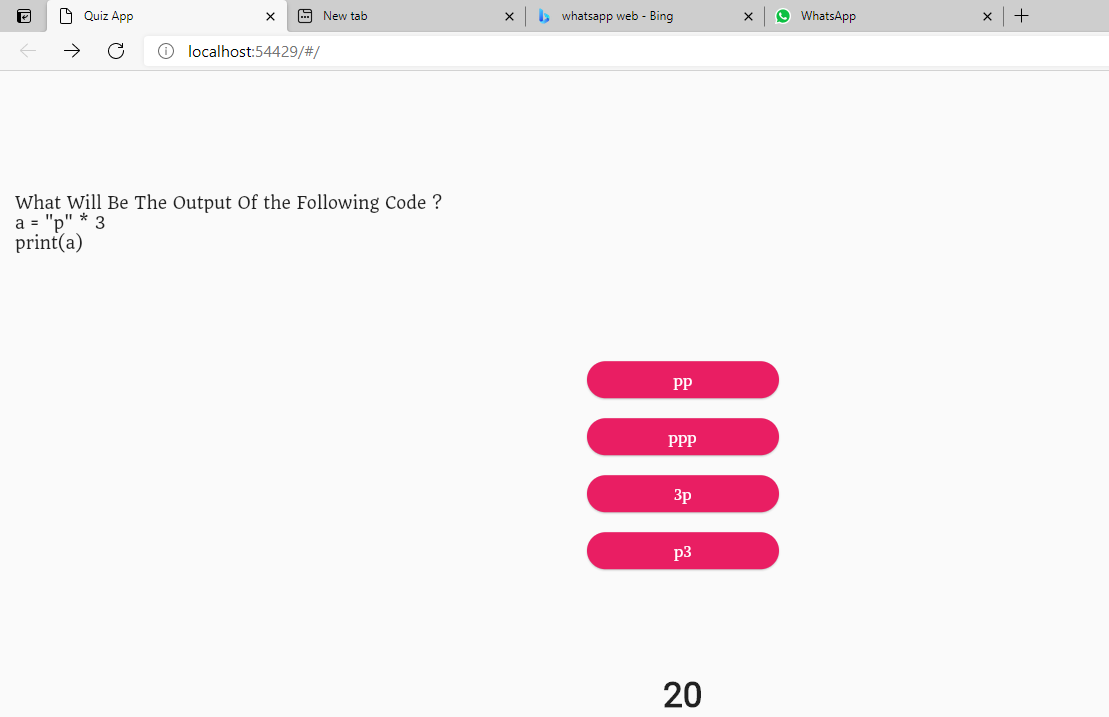 Quiz App
New tab
whatsapp web - Bing
WhatsApp
localhost:54429/#/
What Will Be The Output Of the Following Code ?
a = "p" * 3
print(a)
pp
ppp
3p
p3
20